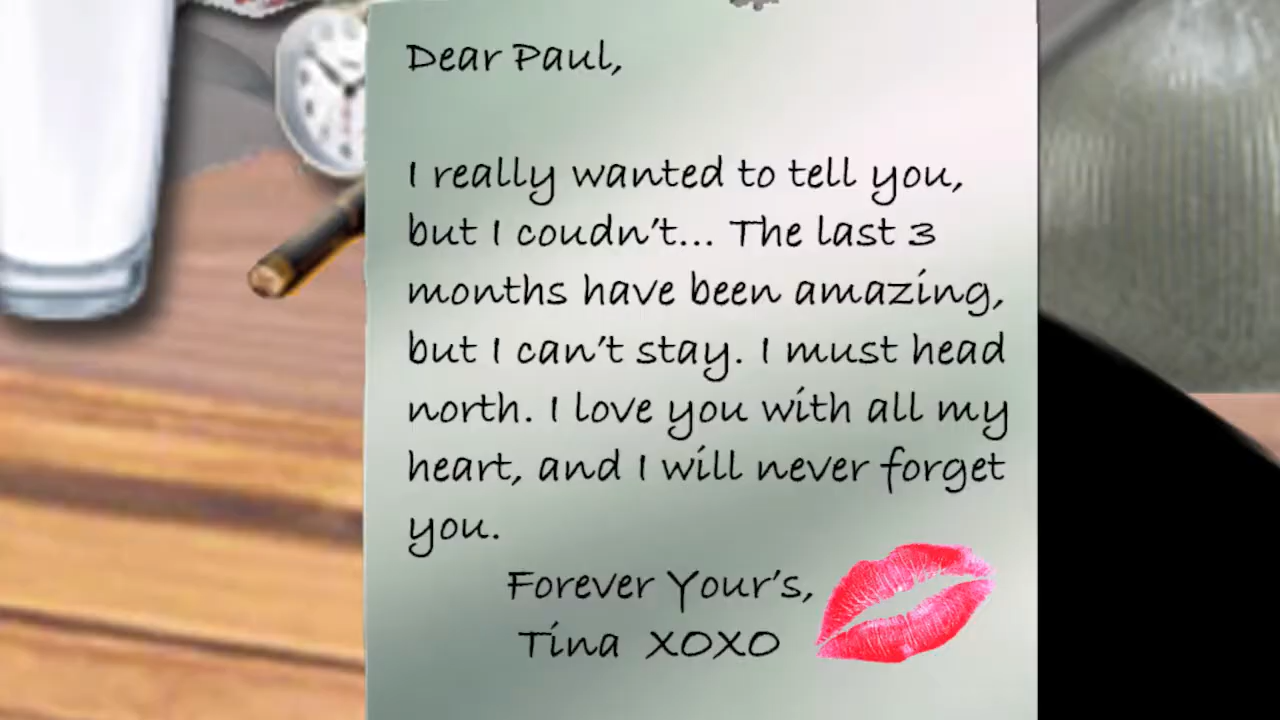 Dear Paul,
I really wanted to tell you,
but I coudn't... The last 3
months have been amazing,
but I can't stay. I must head
north. I love you with all my
heart, and I will never forget
you.
Forever Your's,
Tina XOXO